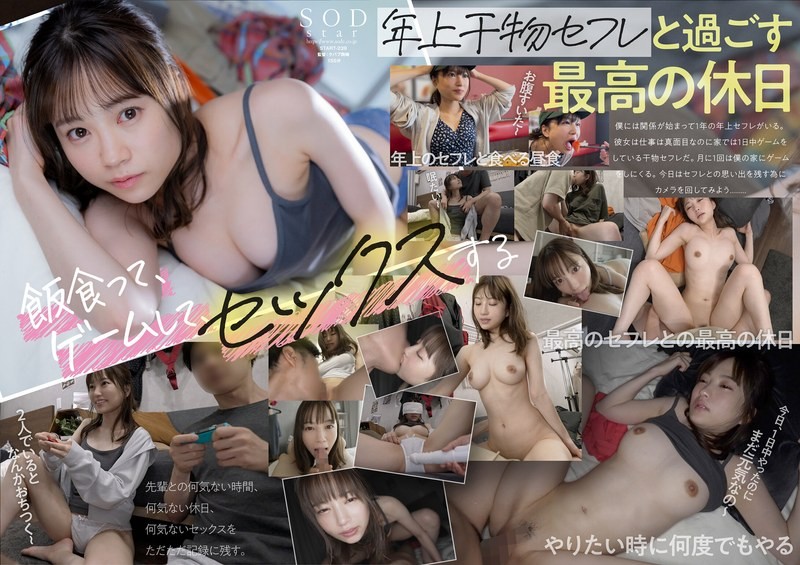 SOD
star
年上干物セフレと過ごす
最高の休日
僕には関係が始まって1年の年上セフレがいる。
彼女は仕事は真面目なのに家では1日中ゲームを
している干物セフレだ。月に1回は僕の家にゲーム
をしにくる。今日はセフレとの思い出を残す為に
カメラを回してみよう
お腹すいた〜
年上のセフレと食べる昼食
眠たい
飯食って、
ゲームして、セックスする
最高のセフレとの最高の休日
2人でいると
なんかおちつく〜
先輩との何気ない時間、
何気ない休日、
何気ないセックスを
ただただ記録に残す。
今日1日中やったのに
まだ元気なの〜
やりたい時に何度でもやる